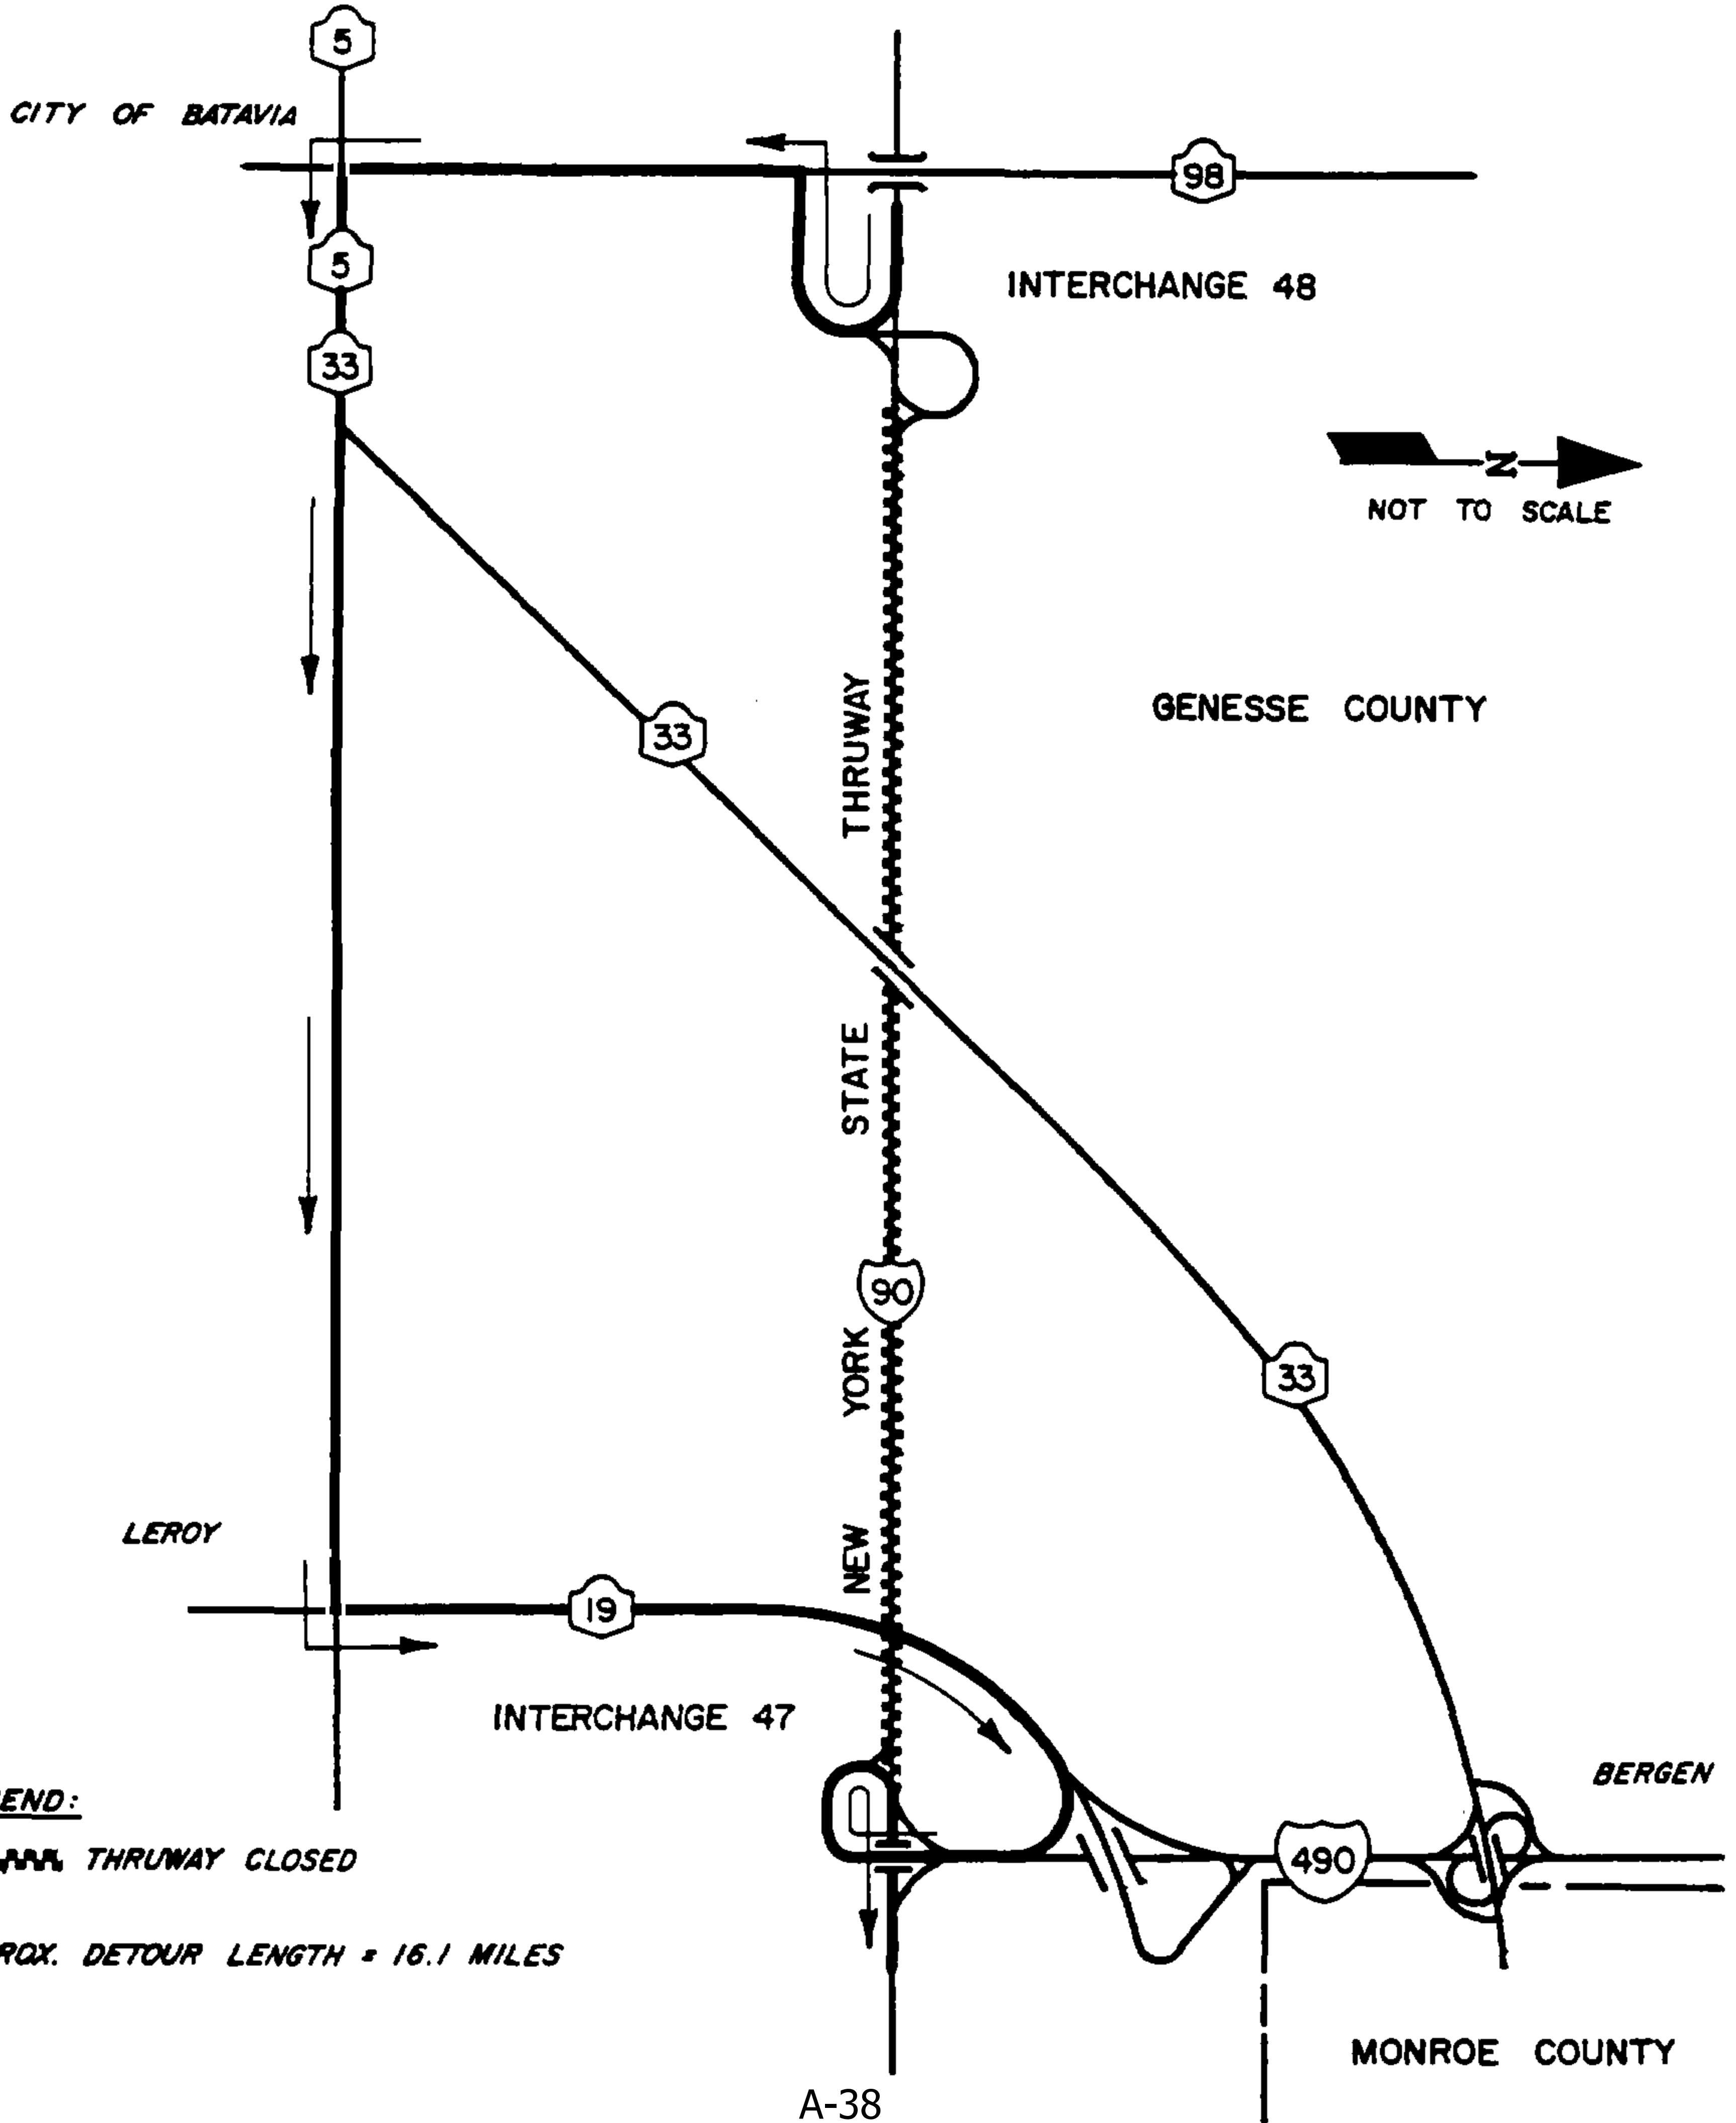 5
CITY OF BATAVIA
98
5
INTERCHANGE 48
33
N
NOT TO SCALE
33
GENESSE COUNTY
NEW YORK STATE THRUWAY
90
33
LEROY
19
INTERCHANGE 47
BERGEN
END:
THRUWAY CLOSED
490
ROX. DETOUR LENGTH = 16.1 MILES
MONROE COUNTY
A-38